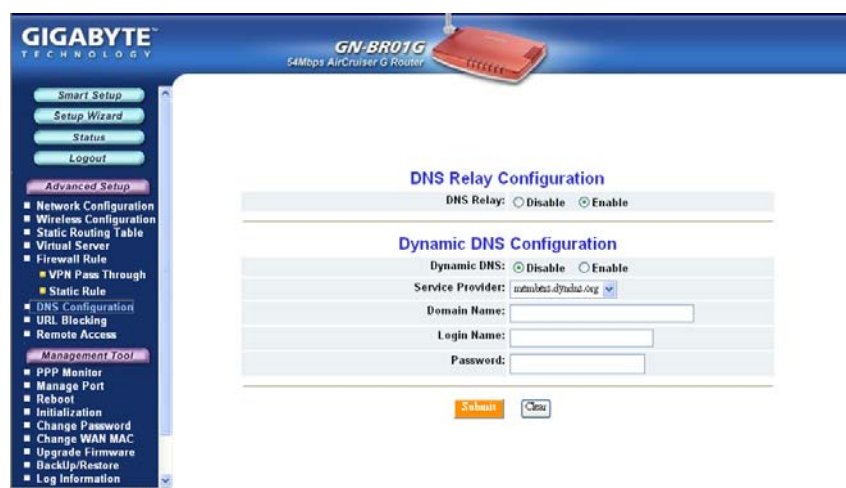 GIGABYTE™
TECHNOLOGY
GN-BR01G
54Mbps AirCruiser G Router
Smart Setup
Setup Wizard
Status
Logout
Advanced Setup
Network Configuration
Wireless Configuration
Static Routing Table
Virtual Server
Firewall Rule
VPN Pass Through
Static Rule
DNS Configuration
URL Blocking
Remote Access
Management Tool
PPP Monitor
Manage Port
Reboot
Initialization
Change Password
Change WAN MAC
Upgrade Firmware
BackUp/Restore
Log Information
DNS Relay Configuration
DNS Relay: Disable Enable
Dynamic DNS Configuration
Dynamic DNS: Disable Enable
Service Provider: members.dyndns.org
Domain Name:
Login Name:
Password:
Submit Clear